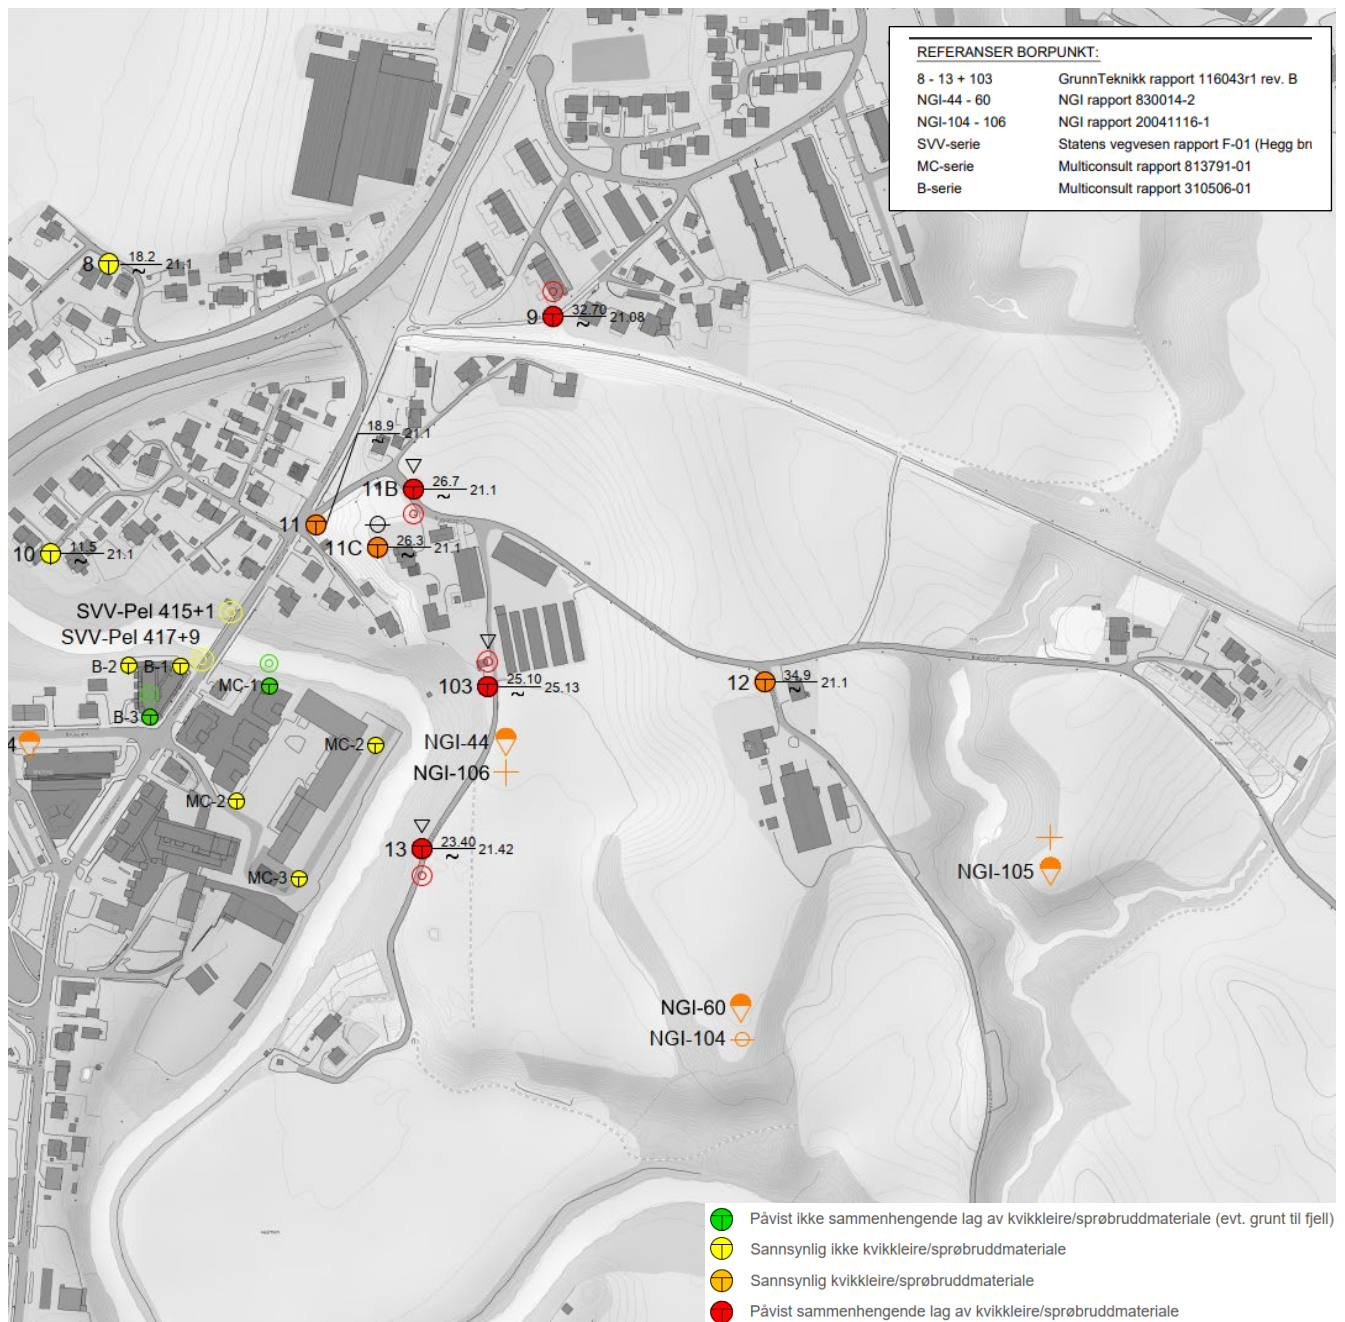 REFERANSER BORPUNKT:
8 - 13 + 103 GrunnTeknikk rapport 116043r1 rev. B
NGI-44 - 60 NGI rapport 830014-2
NGI-104 - 106 NGI rapport 20041116-1
SVV-serie Statens vegvesen rapport F-01 (Hegg bru
MC-serie Multiconsult rapport 813791-01
B-serie Multiconsult rapport 310506-01
8 18.2 21.1
9 32.70 21.08
18.9 21.1
11B 26.7 21.1
11
11C 26.3 21.1
10 11.5 21.1
SVV-Pel 415+1
SVV-Pel 417+9
B-2 B-1
MC-1
103 25.10 25.13
12 34.9 21.1
B-3
4
MC-2
NGI-44
NGI-106
MC-2
13 23.40 21.42
MC-3
NGI-105
NGI-60
NGI-104
Påvist ikke sammenhengende lag av kvikkleire/sprøbruddmateriale (evt. grunt til fjell)
Sannsynlig ikke kvikkleire/sprøbruddmateriale
Sannsynlig kvikkleire/sprøbruddmateriale
Påvist sammenhengende lag av kvikkleire/sprøbruddmateriale